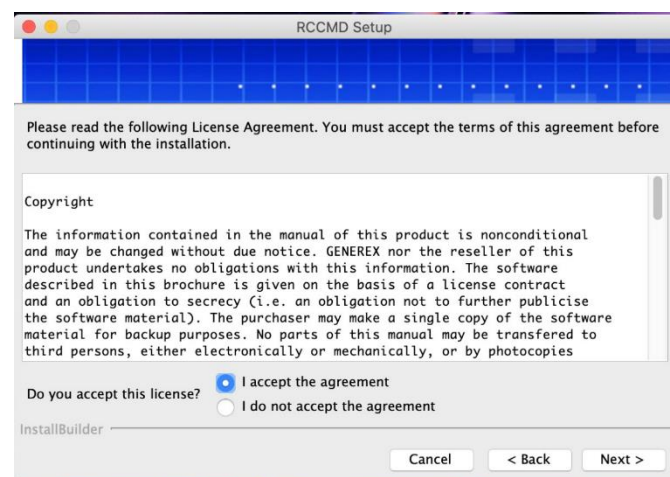 RCCMD Setup
Please read the following License Agreement. You must accept the terms of this agreement before
continuing with the installation.
Copyright
The information contained in the manual of this product is nonconditional
and may be changed without due notice. GENEREX nor the reseller of this
product undertakes no obligations with this information. The software
described in this brochure is given on the basis of a license contract
and an obligation to secrecy (i.e. an obligation not to further publicise
the software material). The purchaser may make a single copy of the software
material for backup purposes. No parts of this manual may be transfered to
third persons, either electronically or mechanically, or by photocopies
Do you accept this license?
I accept the agreement
I do not accept the agreement
InstallBuilder
Cancel
< Back
Next >